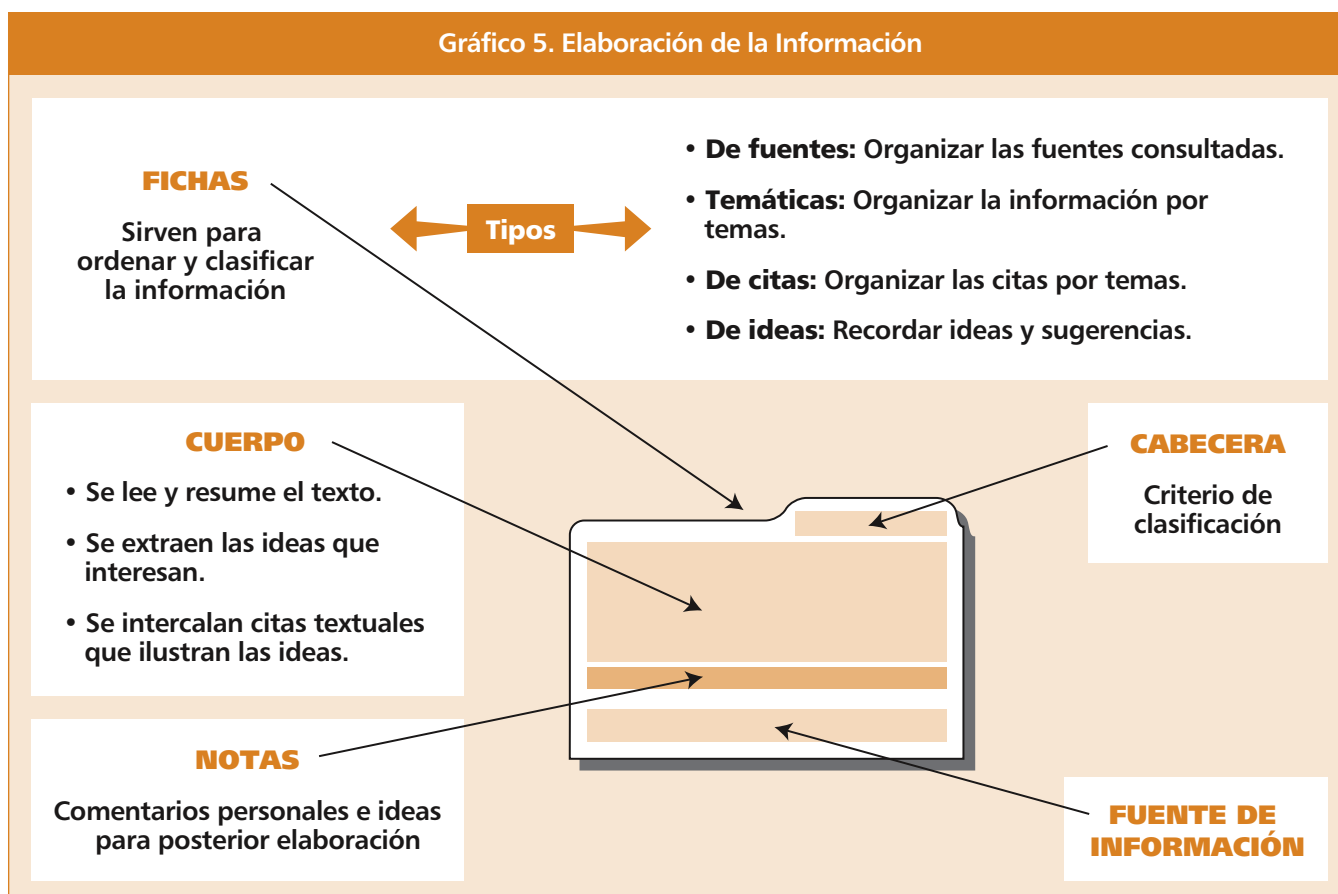 Gráfico 5. Elaboración de la Información
FICHAS
Sirven para
ordenar y clasificar
la información
Tipos
• De fuentes: Organizar las fuentes consultadas.
• Temáticas: Organizar la información por
temas.
• De citas: Organizar las citas por temas.
• De ideas: Recordar ideas y sugerencias.
CUERPO
• Se lee y resume el texto.
• Se extraen las ideas que
interesan.
• Se intercalan citas textuales
que ilustran las ideas.
CABECERA
Criterio de
clasificación
NOTAS
Comentarios personales e ideas
para posterior elaboración
FUENTE DE
INFORMACIÓN